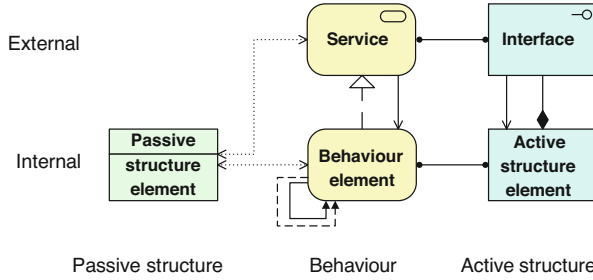 External
Service
Interface
Internal
Passive
structure
element
Behaviour
element
Active
structure
element
Passive structure
Behaviour
Active structure